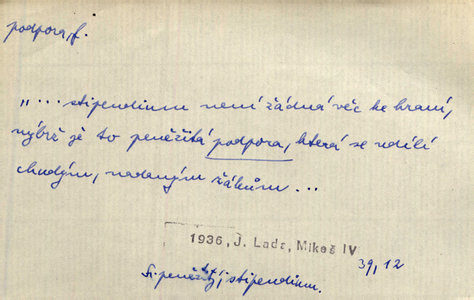 podpora, f.
"... stipendium není žádná věc ke hraní,
nýbrž je to peněžitá podpora, která se udílí
chudým, nadaným žákům ...
1936, J. Lada, Mikeš IV
39, 12
peněžitý, stipendium.